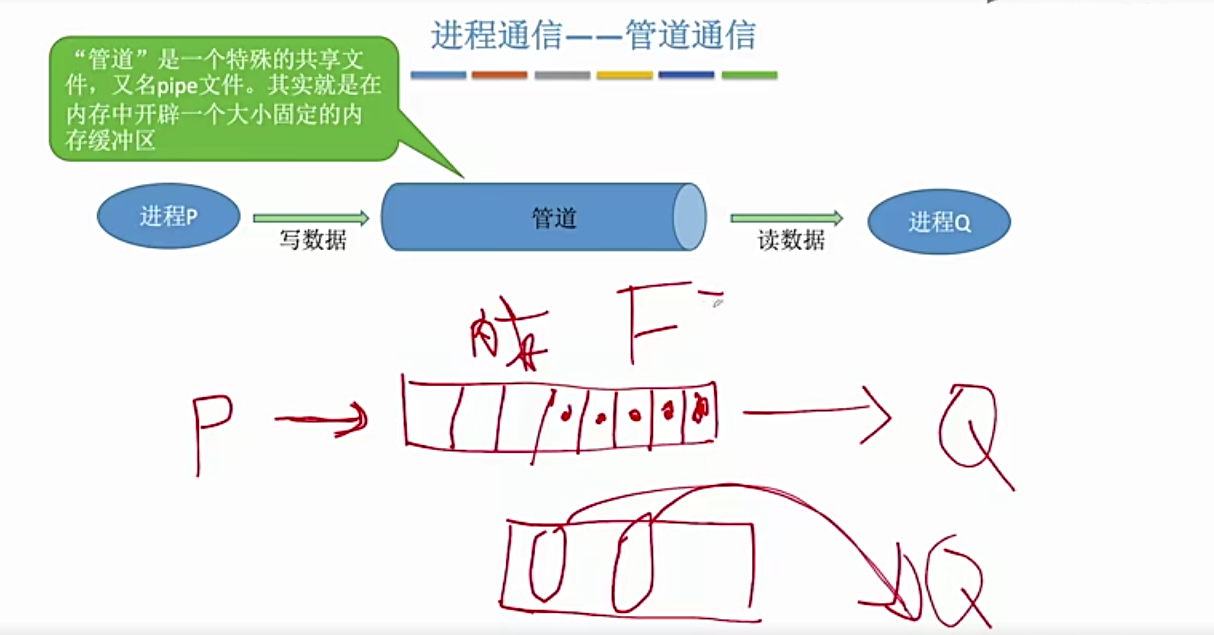 进程通信——管道通信
“管道”是一个特殊的共享文
件，又名pipe文件。其实就是在
内存中开辟一个大小固定的内
存缓冲区
进程P
写数据
管道
读数据
进程Q
内存 F
P
Q
Q